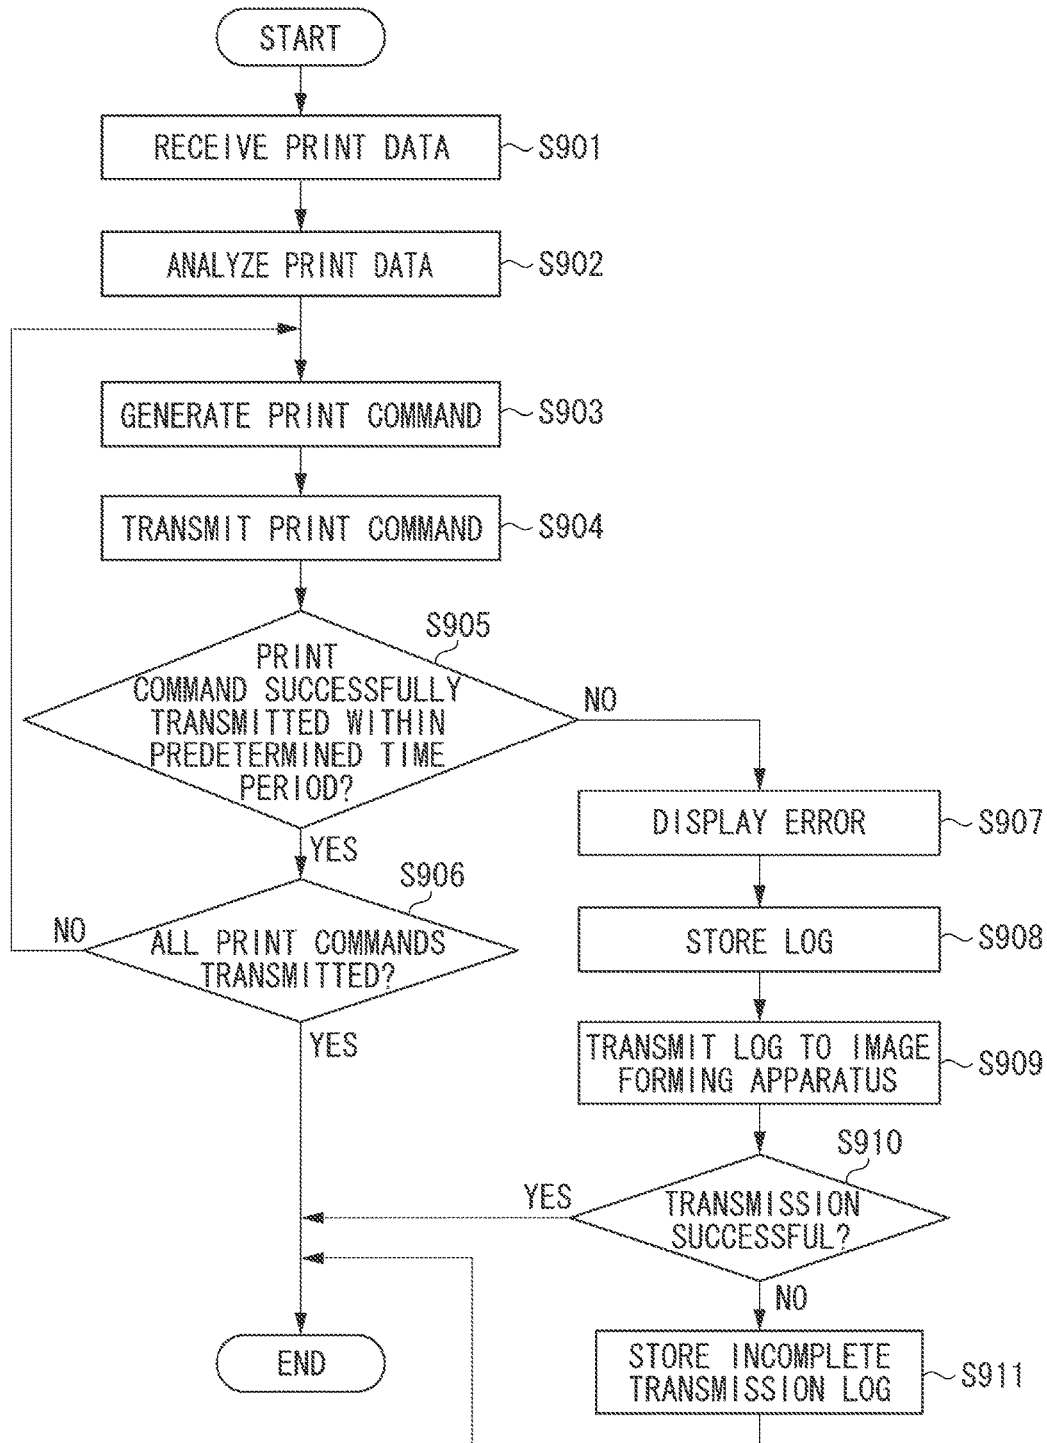 START
RECEIVE PRINT DATA
S901
ANALYZE PRINT DATA
S902
GENERATE PRINT COMMAND
S903
TRANSMIT PRINT COMMAND
S904
S905
PRINT
COMMAND SUCCESSFULLY
TRANSMITTED WITHIN
PREDETERMINED TIME
PERIOD?
NO
YES
DISPLAY ERROR
S907
S906
NO
ALL PRINT COMMANDS
TRANSMITTED?
YES
STORE LOG
S908
TRANSMIT LOG TO IMAGE
FORMING APPARATUS
S909
S910
YES
TRANSMISSION
SUCCESSFUL?
NO
END
STORE INCOMPLETE
TRANSMISSION LOG
S911